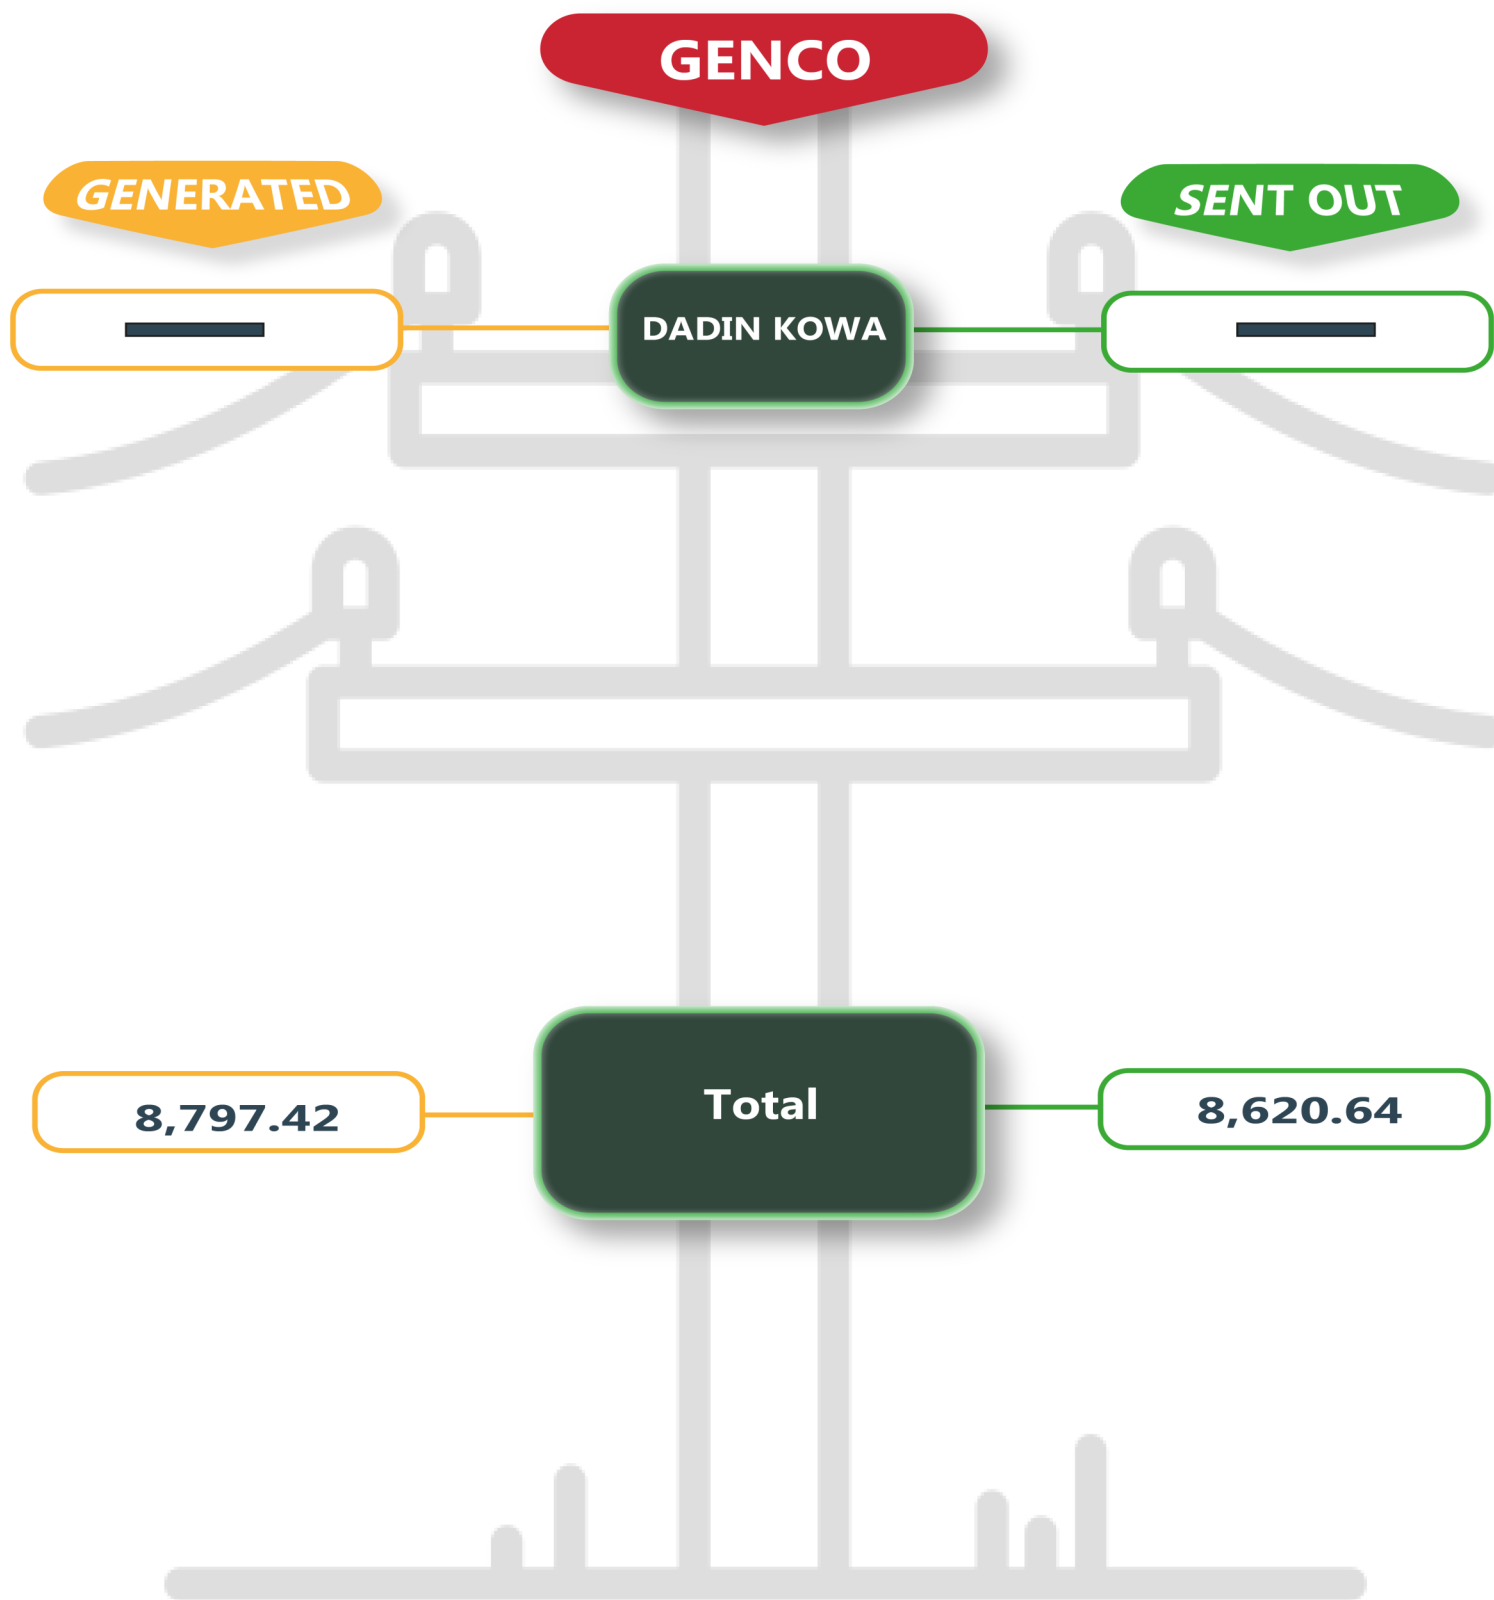 GENCO
GENERATED
SENT OUT
DADIN KOWA
Total
8,797.42
8,620.64